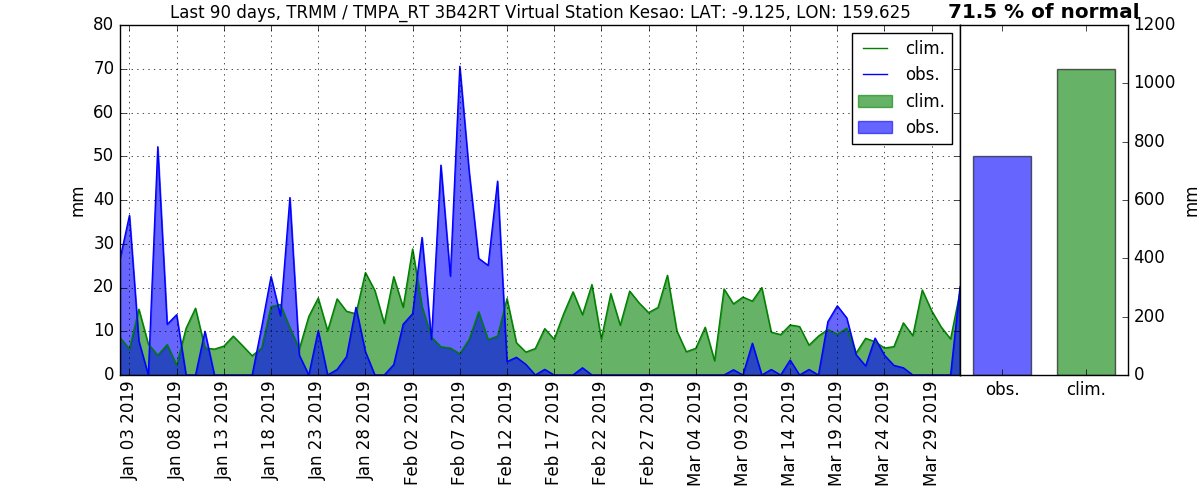 Last 90 days, TRMM / TMPA_RT 3B42RT Virtual Station Kesao: LAT: -9.125, LON: 159.625
71.5 % of normal
80
70
60
50
40
30
20
10
0
mm
clim.
obs.
clim.
obs.
1200
1000
800
600
400
200
0
mm
Jan 03 2019
Jan 08 2019
Jan 13 2019
Jan 18 2019
Jan 23 2019
Jan 28 2019
Feb 02 2019
Feb 07 2019
Feb 12 2019
Feb 17 2019
Feb 22 2019
Feb 27 2019
Mar 04 2019
Mar 09 2019
Mar 14 2019
Mar 19 2019
Mar 24 2019
Mar 29 2019
obs.
clim.